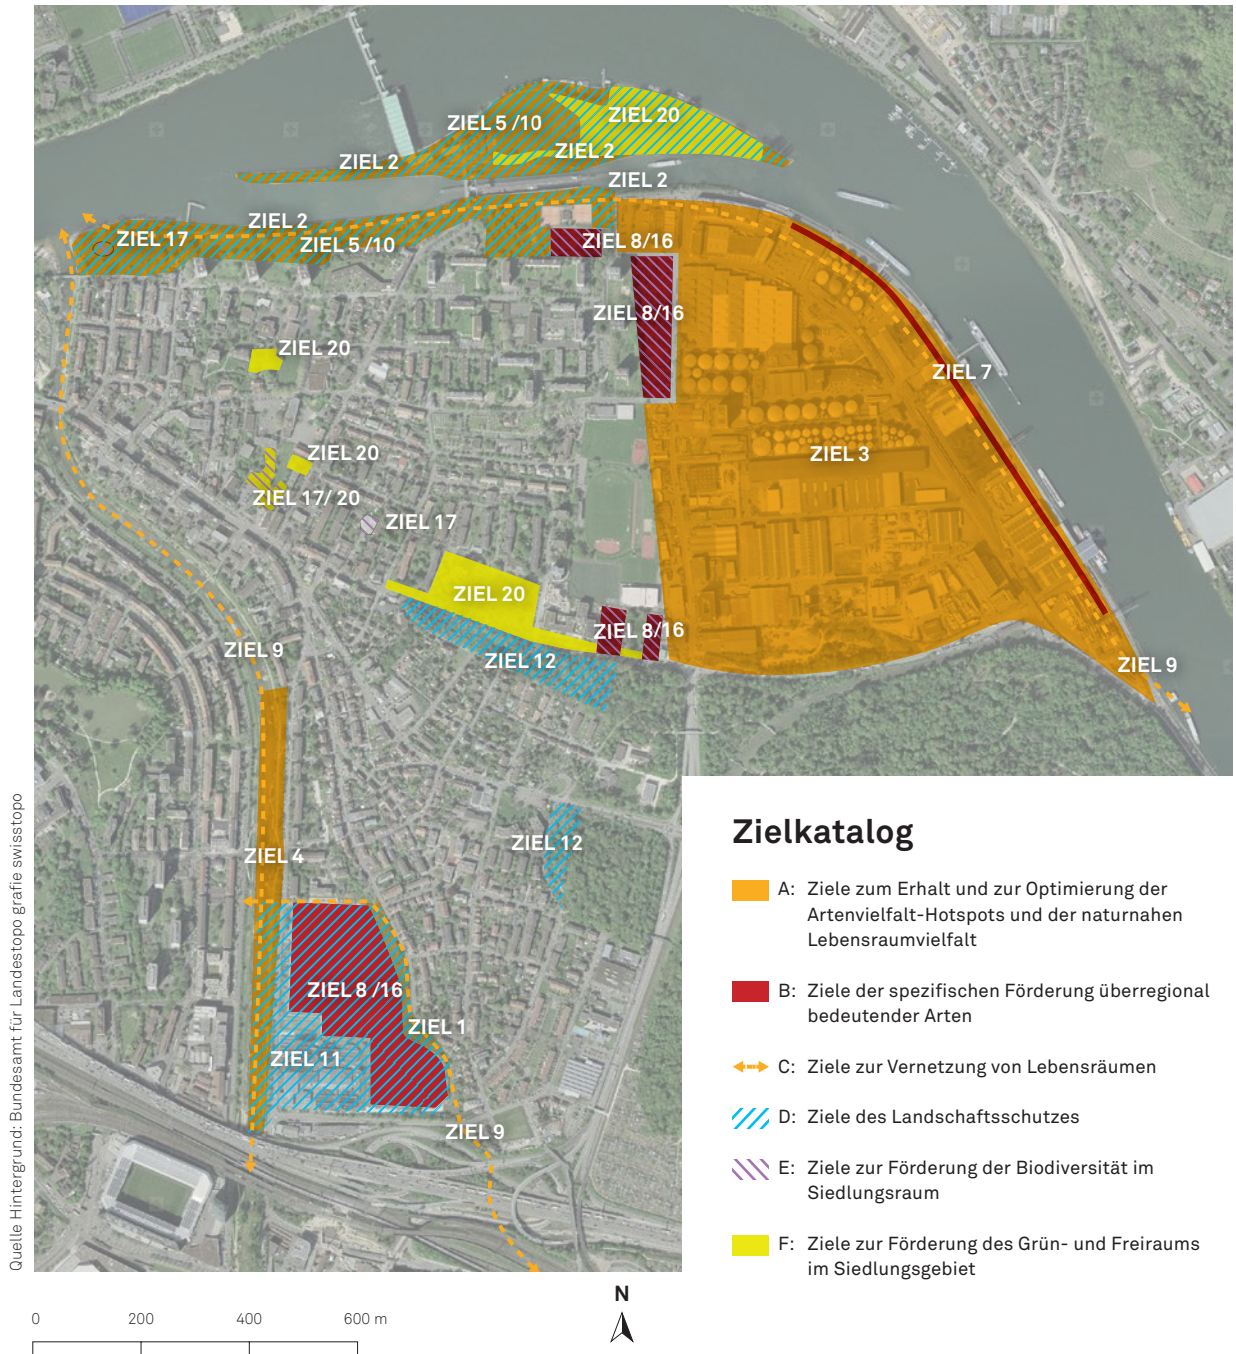 ZIEL 5 /10
ZIEL 20
ZIEL 2
ZIEL 2
ZIEL 2
ZIEL 2
ZIEL 17
ZIEL 5 /10
ZIEL 8/16
ZIEL 8/16
ZIEL 20
ZIEL 7
ZIEL 20
ZIEL 3
ZIEL 17/ 20
ZIEL 17
ZIEL 20
ZIEL 8/16
ZIEL 9
ZIEL 12
ZIEL 9
ZIEL 12
ZIEL 4
ZIEL 8 /16
ZIEL 1
ZIEL 11
ZIEL 9
Quelle Hintergrund: Bundesamt für Landestopo grafie swisstopo
Zielkatalog
A: Ziele zum Erhalt und zur Optimierung der
Artenvielfalt-Hotspots und der naturnahen
Lebensraumvielfalt
B: Ziele der spezifischen Förderung überregional
bedeutender Arten
C: Ziele zur Vernetzung von Lebensräumen
D: Ziele des Landschaftsschutzes
E: Ziele zur Förderung der Biodiversität im
Siedlungsraum
F: Ziele zur Förderung des Grün- und Freiraums
im Siedlungsgebiet
N
0 200 400 600 m